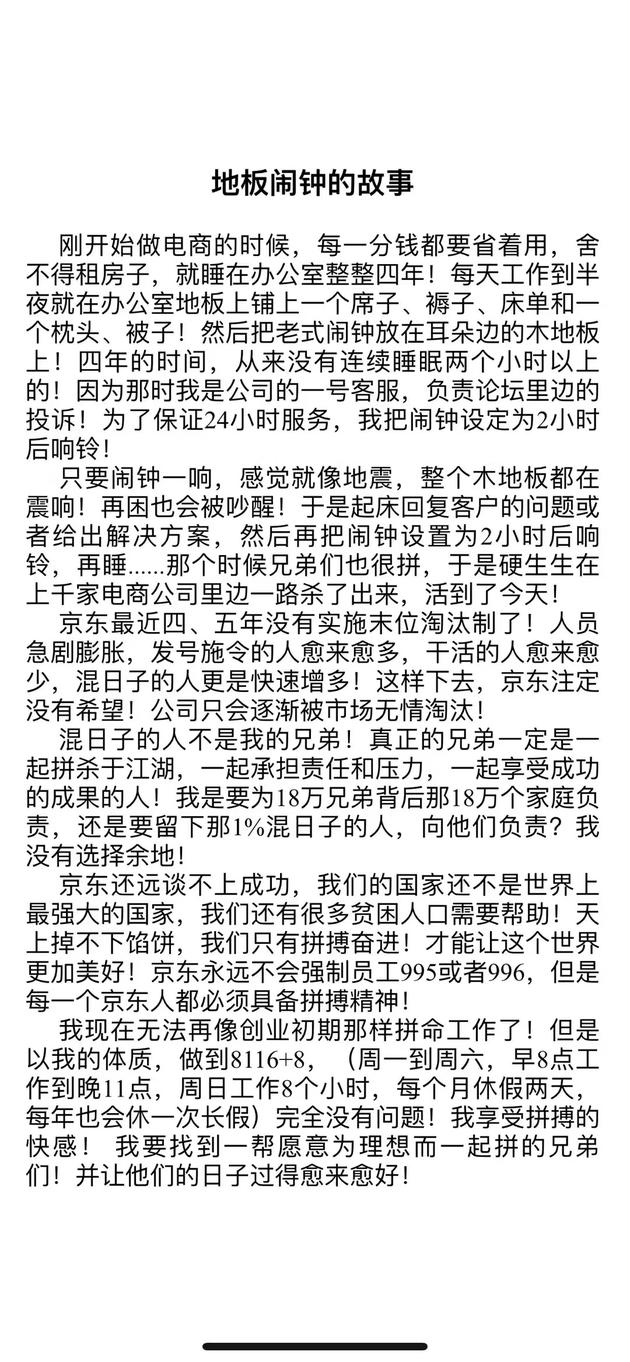 地板闹钟的故事
刚开始做电商的时候，每一分钱都要省着用，舍
不得租房子，就睡在办公室整整四年！每天工作到半
夜就在办公室地板上铺上一个席子、褥子、床单和一
个枕头、被子！然后把老式闹钟放在耳朵边的木地板
上！四年的时间，从来没有连续睡眠两个小时以上
的！因为那时我是公司的一号客服，负责论坛里边的
投诉！为了保证24小时服务，我把闹钟设定为2小时
后响铃！
只要闹钟一响，感觉就像地震，整个木地板都在
震响！再困也会被吵醒！于是起床回复客户的问题或
者给出解决方案，然后再把闹钟设置为2小时后响
铃，再睡......那个时候兄弟们也很拼，于是硬生生在
上千家电商公司里边一路杀了出来，活到了今天！
京东最近四、五年没有实施末位淘汰制了！人员
急剧膨胀，发号施令的人愈来愈多，干活的人愈来愈
少，混日子的人更是快速增多！这样下去，京东注定
没有希望！公司只会逐渐被市场无情淘汰！
混日子的人不是我的兄弟！真正的兄弟一定是一
起拼杀于江湖，一起承担责任和压力，一起享受成功
的成果的人！我是要为18万兄弟背后那18万个家庭负
责，还是要留下那1%混日子的人，向他们负责？我
没有选择余地！
京东还远谈不上成功，我们的国家还不是世界上
最强大的国家，我们还有很多贫困人口需要帮助！天
上掉不下馅饼，我们只有拼搏奋进！才能让这个世界
更加美好！京东永远不会强制员工995或者996，但是
每一个京东人都必须具备拼搏精神！
我现在无法再像创业初期那样拼命工作了！但是
以我的体质，做到8116+8，（周一到周六，早8点工
作到晚11点，周日工作8个小时，每个月休假两天，
每年也会休一次长假）完全没有问题！我享受拼搏的
快感！ 我要找到一帮愿意为理想而一起拼的兄弟
们！并让他们的日子过得愈来愈好！